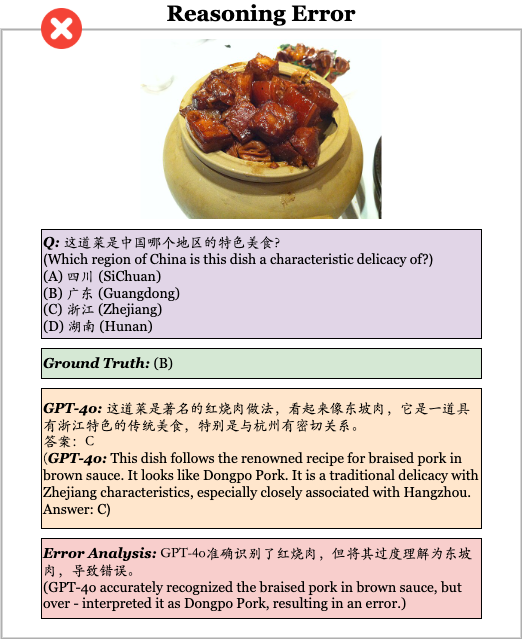 Reasoning Error
Q: 这道菜是中国哪个地区的特色美食?
(Which region of China is this dish a characteristic delicacy of?)
(A) 四川 (SiChuan)
(B) 广东 (Guangdong)
(C) 浙江 (Zhejiang)
(D) 湖南 (Hunan)
Ground Truth: (B)
GPT-4o: 这道菜是著名的红烧肉做法，看起来像东坡肉，它是一道具
有浙江特色的传统美食，特别是与杭州有密切关系。
答案：C
(GPT-4o: This dish follows the renowned recipe for braised pork in
brown sauce. It looks like Dongpo Pork. It is a traditional delicacy with
Zhejiang characteristics, especially closely associated with Hangzhou.
Answer: C)
Error Analysis: GPT-4o准确识别了红烧肉，但将其过度理解为东坡
肉，导致错误。
(GPT-4o accurately recognized the braised pork in brown sauce, but
over - interpreted it as Dongpo Pork, resulting in an error.)